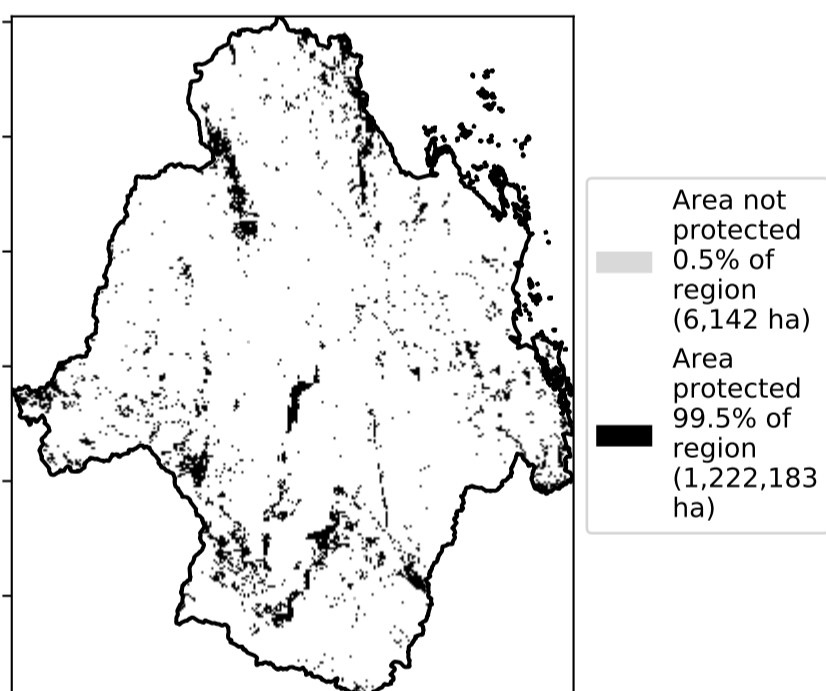 Area not
protected
0.5% of
region
(6,142 ha)
Area
protected
99.5% of
region
(1,222,183
ha)